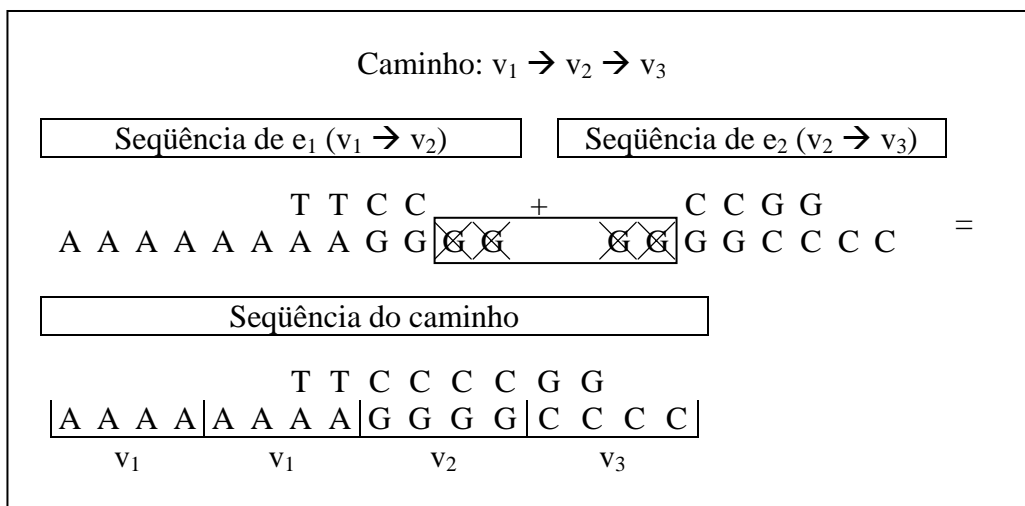 Caminho: v1 → v2 → v3
Seqüência de e1 (v1 → v2) Seqüência de e2 (v2 → v3)
T T C C + C C G G
A A A A A A A A G G G G G G G G C C C C =
Seqüência do caminho
T T C C C C G G
A A A A A A A A G G G G C C C C
v1 v1 v2 v3